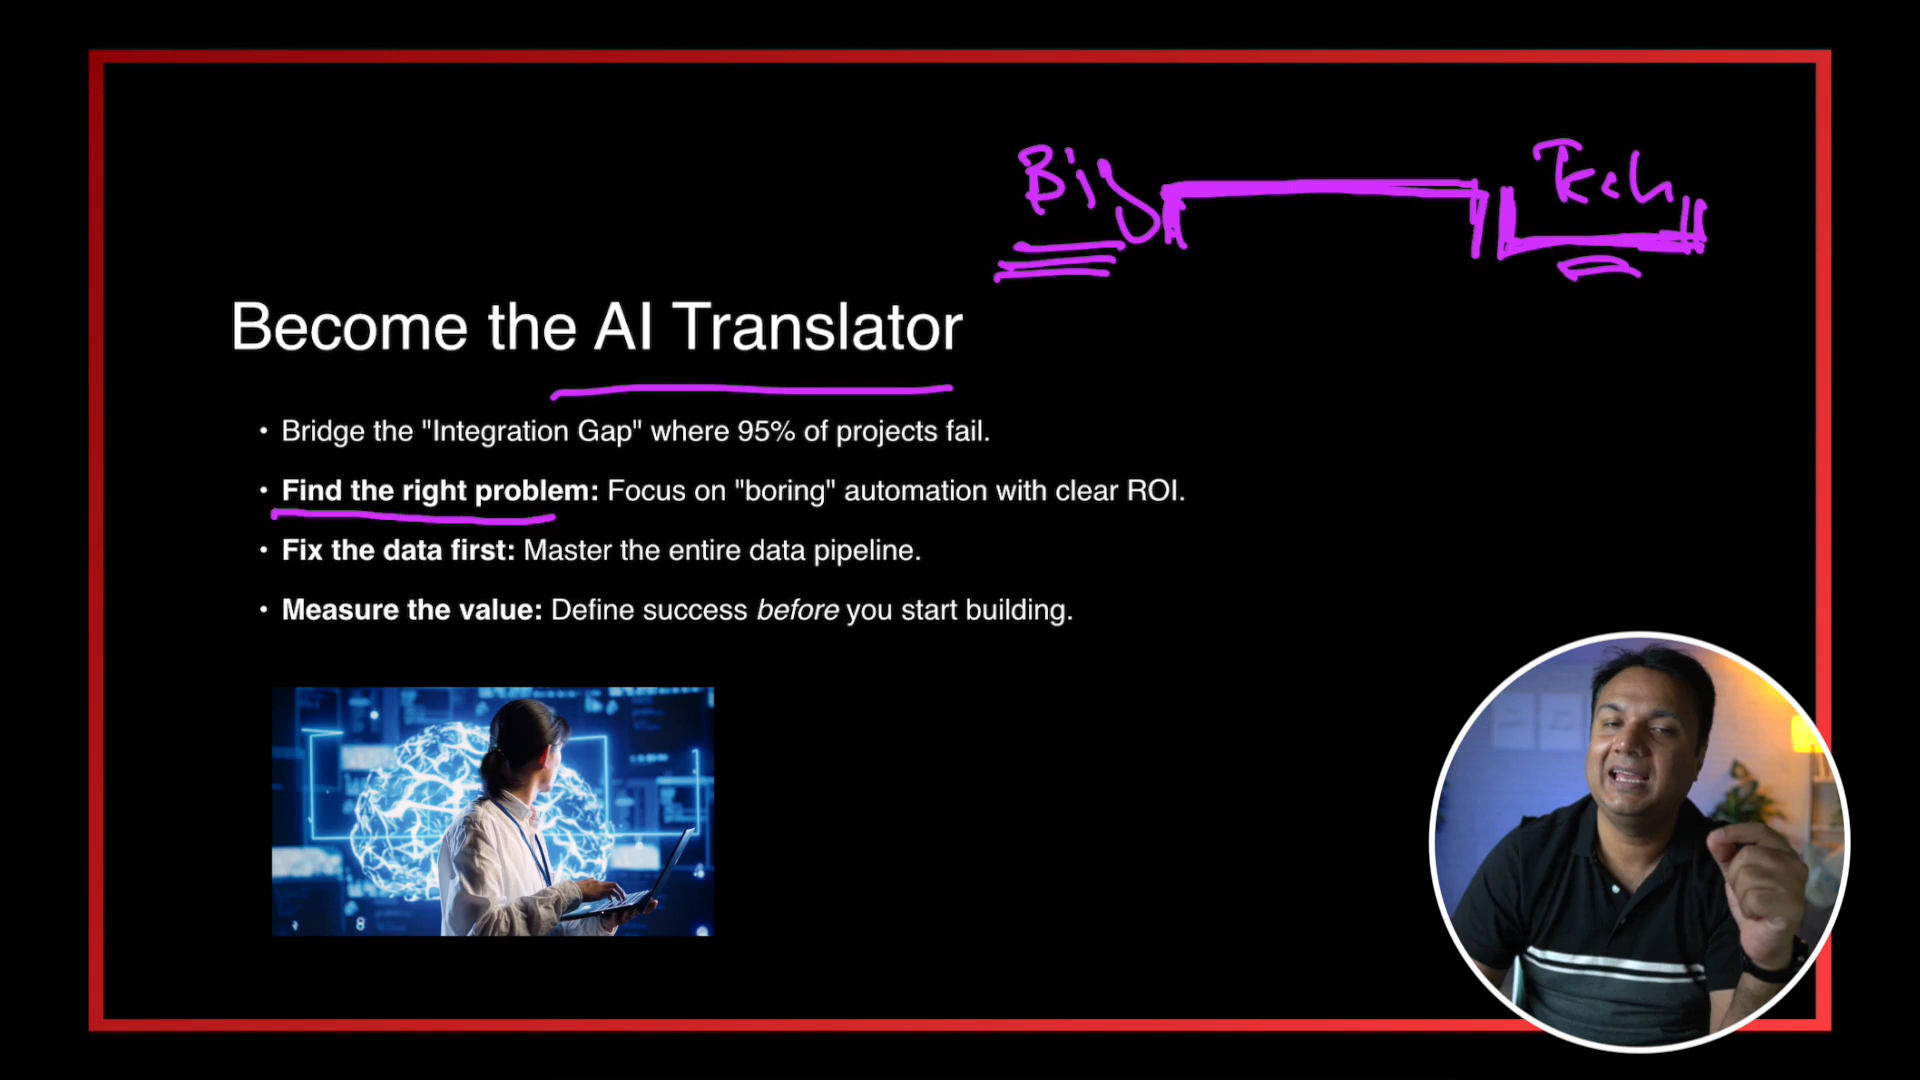 Big Tech
Become the AI Translator
• Bridge the "Integration Gap" where 95% of projects fail.
• Find the right problem: Focus on "boring" automation with clear ROI.
• Fix the data first: Master the entire data pipeline.
• Measure the value: Define success before you start building.
8